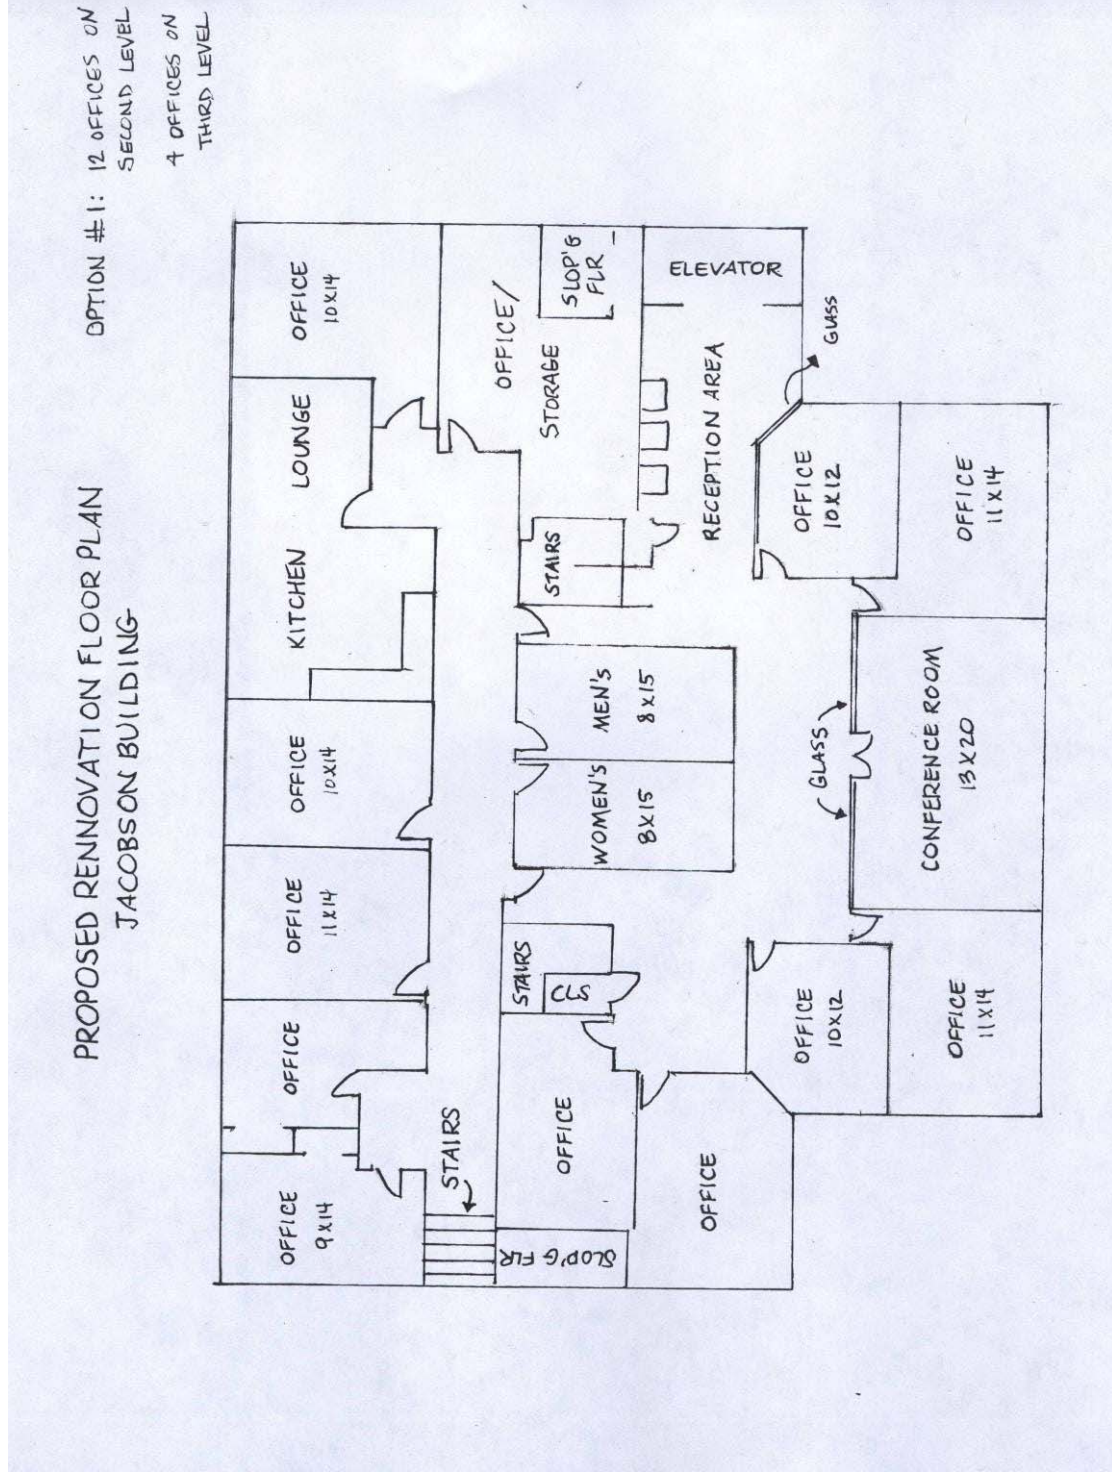 PROPOSED RENNOVATION FLOOR PLAN
JACOBSON BUILDING
OPTION #1: 12 OFFICES ON
SECOND LEVEL
4 OFFICES ON
THIRD LEVEL
OFFICE
9X14
OFFICE
OFFICE
11X14
OFFICE
10X14
KITCHEN
LOUNGE
OFFICE
10X14
STAIRS
SLOP'G FLR
OFFICE
STAIRS
CLS
WOMEN'S
8X15
MEN'S
8X15
STAIRS
OFFICE/
STORAGE
SLOP'G
FLR
OFFICE
RECEPTION AREA
ELEVATOR
OFFICE
10X12
GLASS
OFFICE
10X12
GLASS
OFFICE
11X14
CONFERENCE ROOM
13X20
OFFICE
11X14